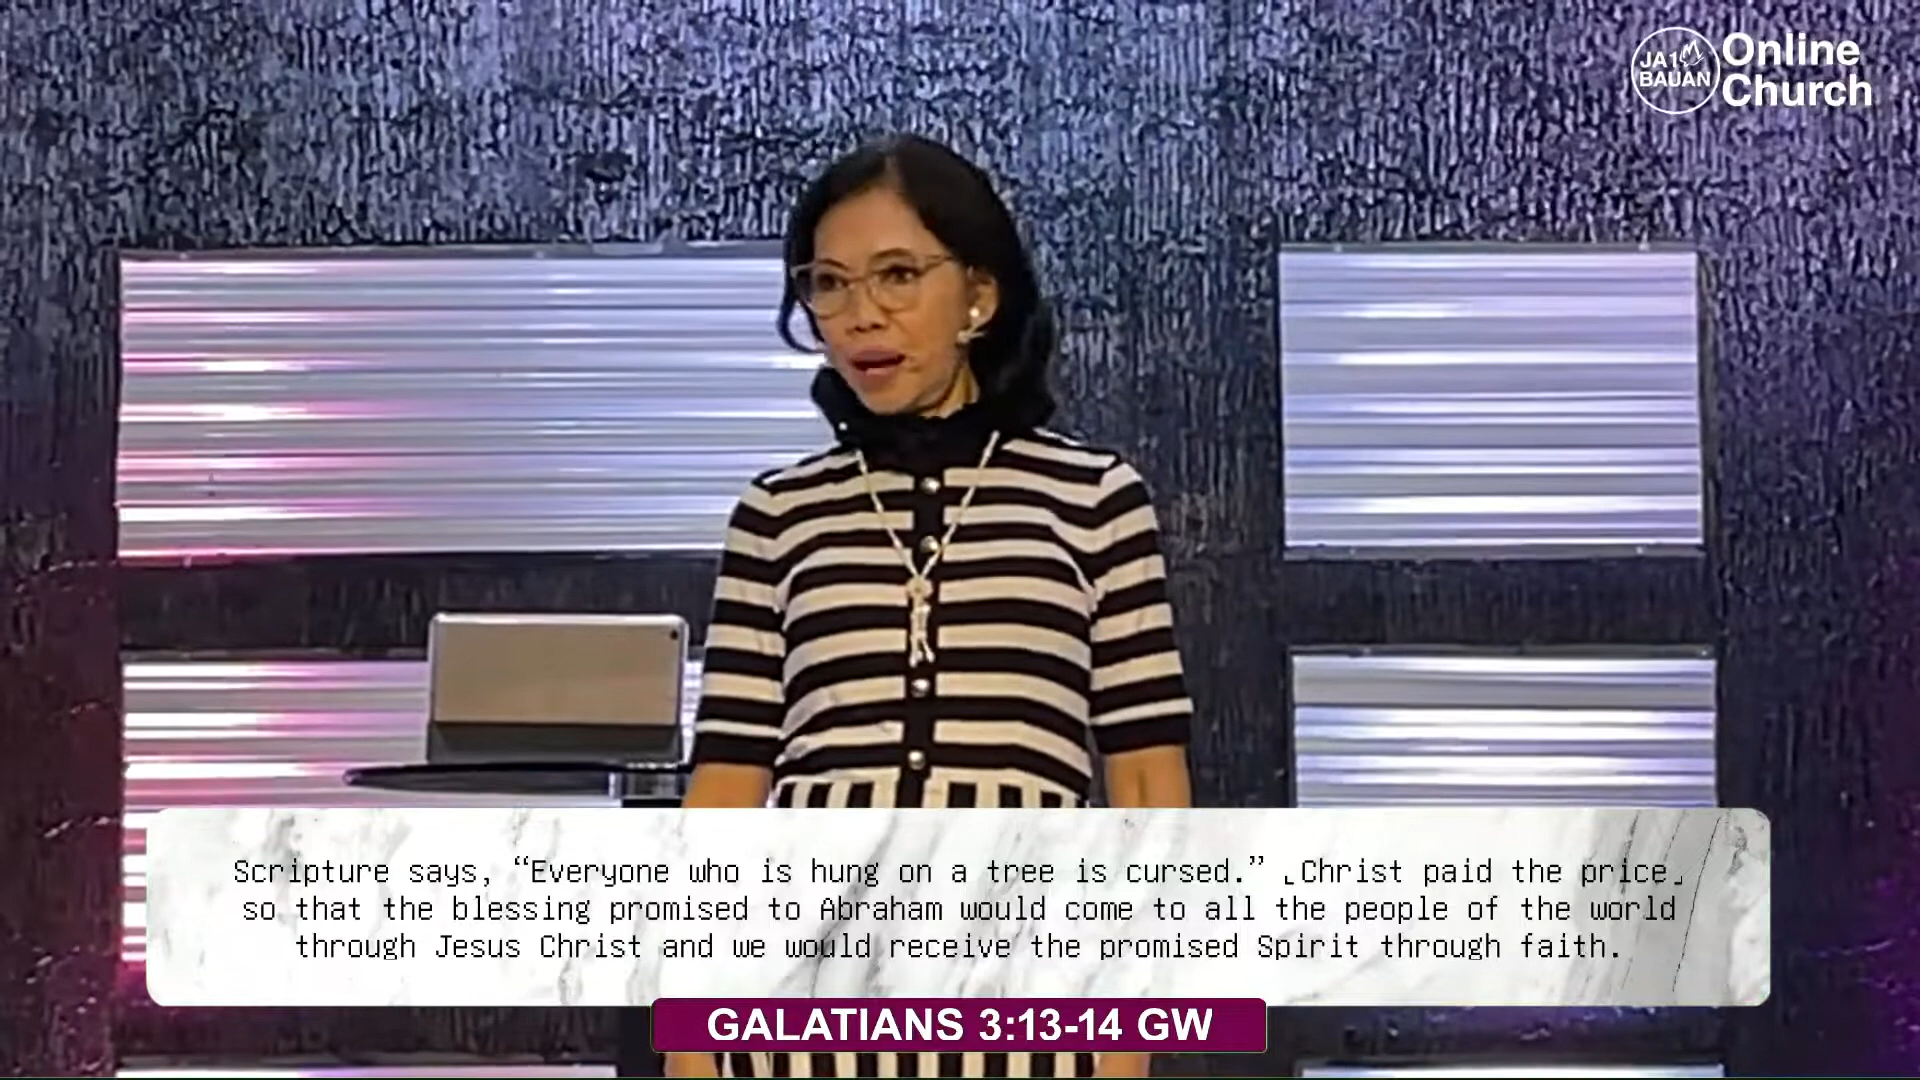 JA1
BAUAN
Online
Church
Scripture says, “Everyone who is hung on a tree is cursed.” ⌞Christ paid the price⌟
so that the blessing promised to Abraham would come to all the people of the world
through Jesus Christ and we would receive the promised Spirit through faith.
GALATIANS 3:13-14 GW